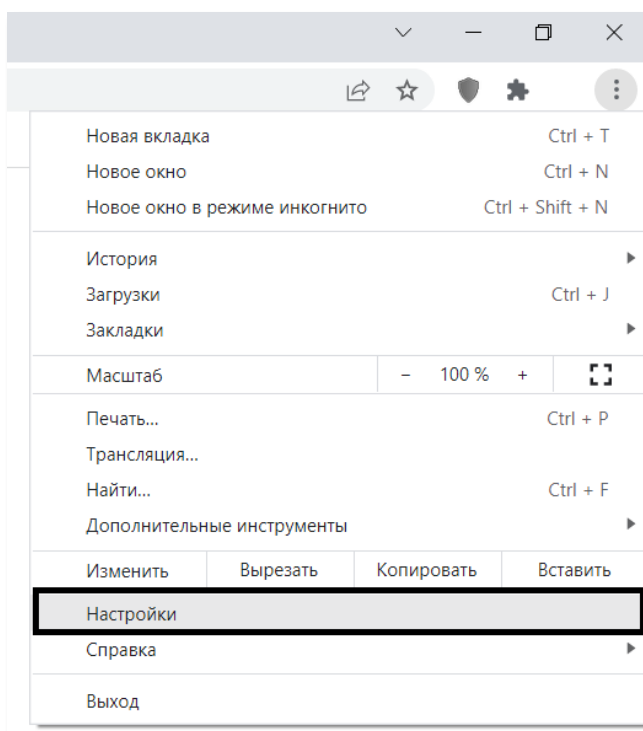 Новая вкладка Ctrl + T
Новое окно Ctrl + N
Новое окно в режиме инкогнито Ctrl + Shift + N
История
Загрузки Ctrl + J
Закладки
Масштаб − 100 % +
Печать... Ctrl + P
Трансляция...
Найти... Ctrl + F
Дополнительные инструменты
Изменить Вырезать Копировать Вставить
Настройки
Справка
Выход